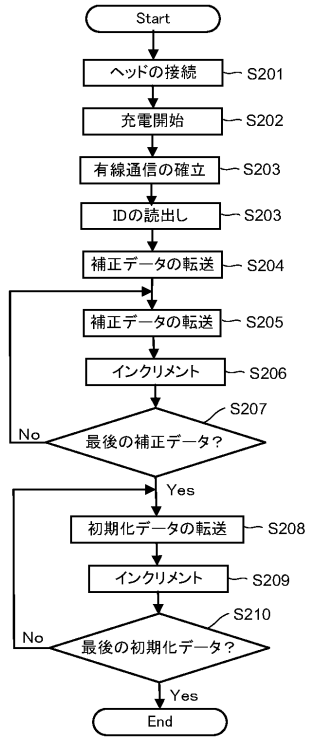 Start
ヘッドの接続 S201
充電開始 S202
有線通信の確立 S203
IDの読出し S203
補正データの転送 S204
補正データの転送 S205
インクリメント S206
最後の補正データ？ S207
No
Yes
初期化データの転送 S208
インクリメント S209
最後の初期化データ？ S210
No
Yes
End